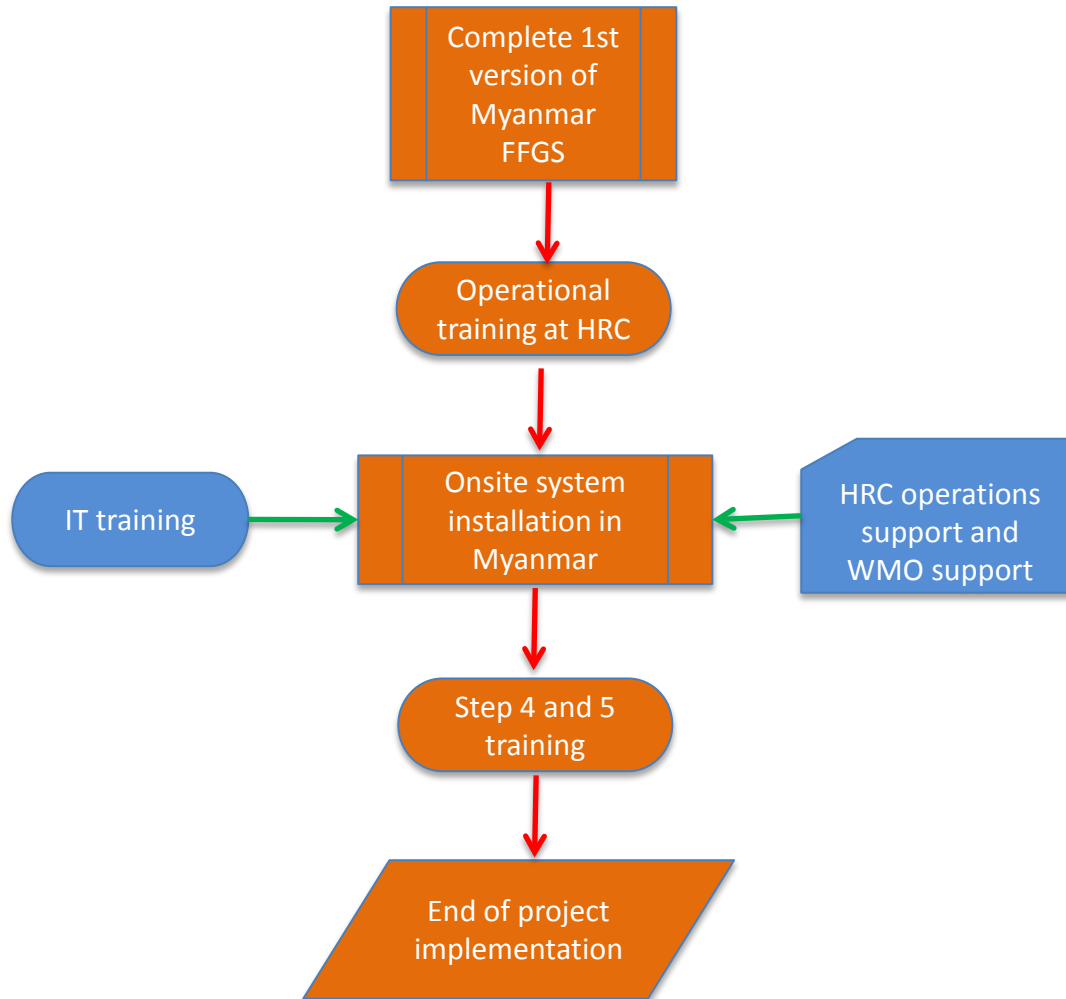 Complete 1st
version of
Myanmar
FFGS
Operational
training at HRC
IT training
Onsite system
installation in
Myanmar
HRC operations
support and
WMO support
Step 4 and 5
training
End of project
implementation